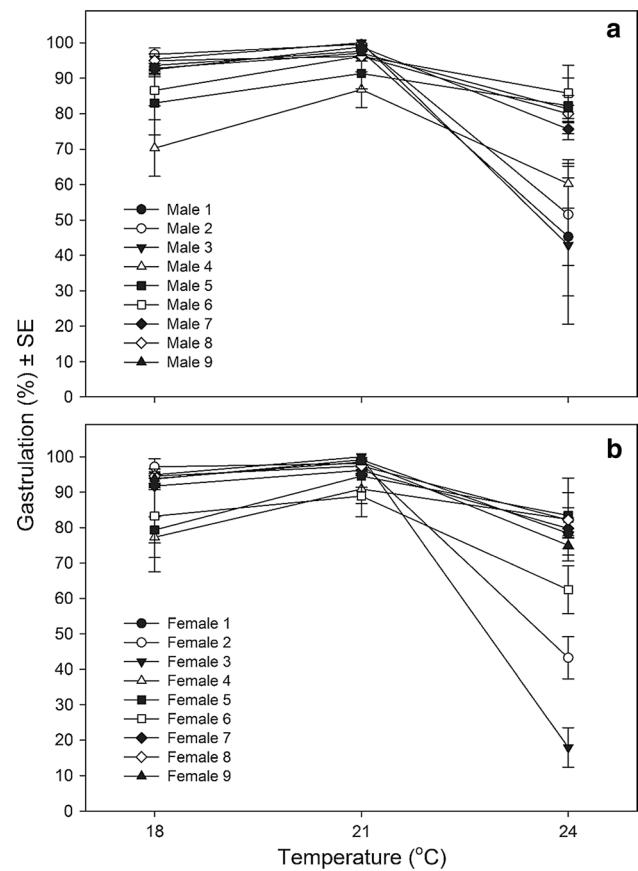 a
100
90
80
70
60
50
40
30
20
10
0
Male 1
Male 2
Male 3
Male 4
Male 5
Male 6
Male 7
Male 8
Male 9
Gastrulation (%) ± SE
b
100
90
80
70
60
50
40
30
20
10
0
Female 1
Female 2
Female 3
Female 4
Female 5
Female 6
Female 7
Female 8
Female 9
18 21 24
Temperature (°C)